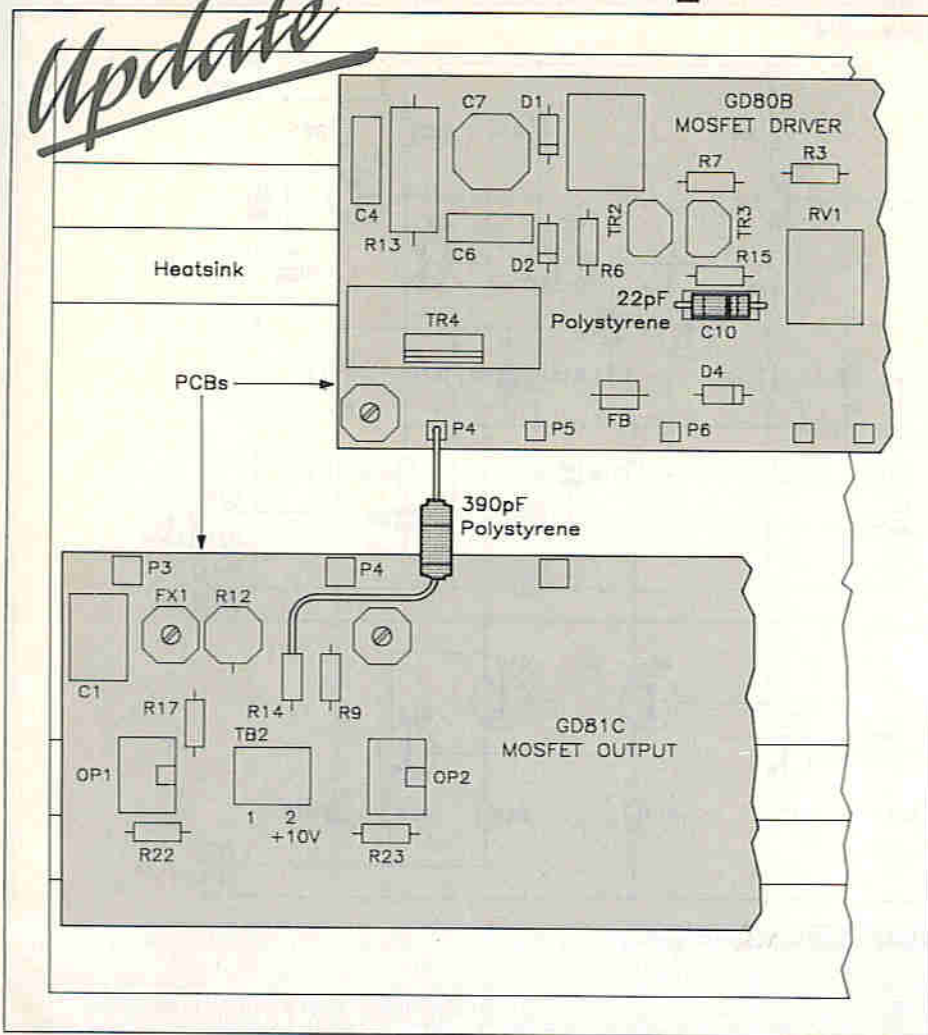 Update
GD80B
MOSFET DRIVER
C7
D1
R7
R3
C4
R13
C6
D2
R6
TR2
TR3
RV1
R15
22pF
Polystyrene
C10
Heatsink
TR4
D4
FB
PCBs
P4
P5
P6
390pF
Polystyrene
P3
P4
FX1
R12
C1
R17
R14
R9
TB2
GD81C
MOSFET OUTPUT
OP1
OP2
1 2
+10V
R22
R23